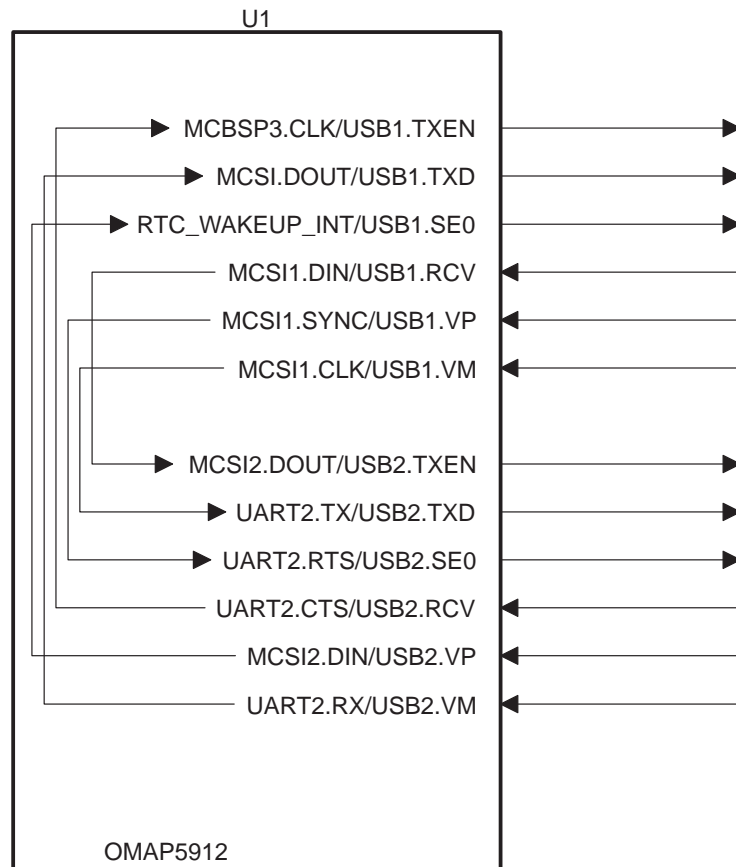 U1
MCBSP3.CLK/USB1.TXEN
MCSI.DOUT/USB1.TXD
RTC_WAKEUP_INT/USB1.SE0
MCSI1.DIN/USB1.RCV
MCSI1.SYNC/USB1.VP
MCSI1.CLK/USB1.VM
MCSI2.DOUT/USB2.TXEN
UART2.TX/USB2.TXD
UART2.RTS/USB2.SE0
UART2.CTS/USB2.RCV
MCSI2.DIN/USB2.VP
UART2.RX/USB2.VM
OMAP5912